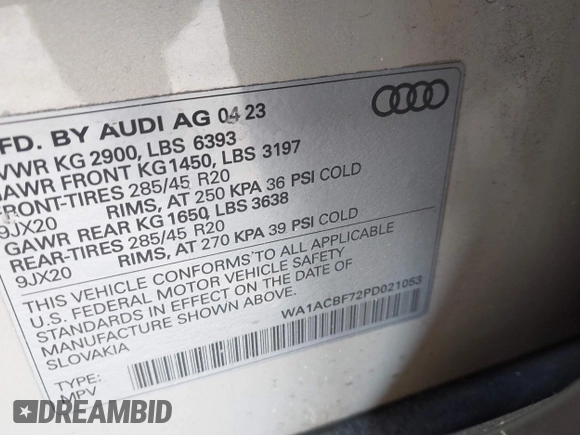 FD. BY AUDI AG 04 23
VWR KG 2900, LBS 6393
AWR FRONT KG1450, LBS 3197
FRONT-TIRES 285/45 R20
9JX20 RIMS, AT 250 KPA 36 PSI COLD
GAWR REAR KG 1650, LBS 3638
REAR-TIRES 285/45 R20
9JX20 RIMS, AT 270 KPA 39 PSI COLD
THIS VEHICLE CONFORMS TO ALL APPLICABLE
U.S. FEDERAL MOTOR VEHICLE SAFETY
STANDARDS IN EFFECT ON THE DATE OF
MANUFACTURE SHOWN ABOVE.
SLOVAKIA
WA1ACBF72PD021053
TYPE:
MPV
DREAMBID